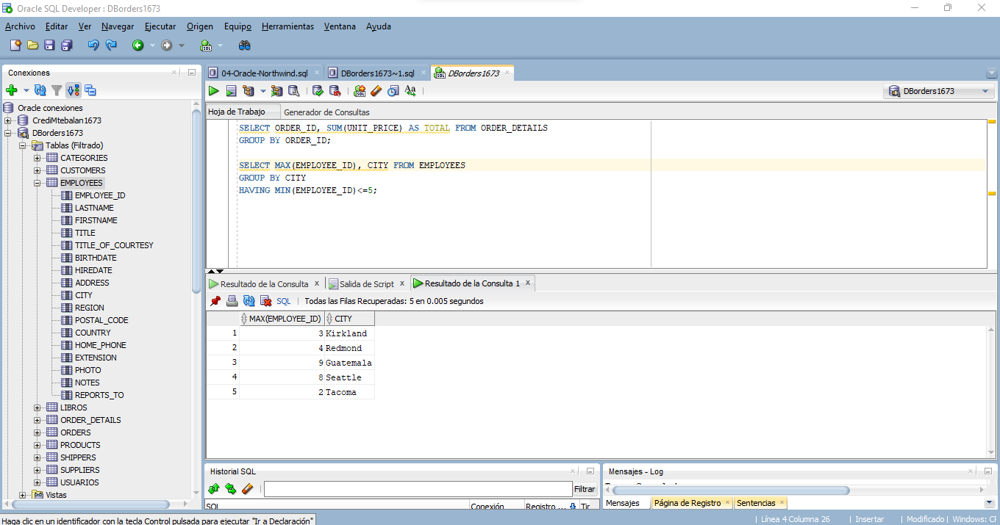 Oracle SQL Developer: DBorders1673
Archivo Editar Ver Navegar Ejecutar Origen Equipo Herramientas Ventana Ayuda
Conexiones
Oracle conexiones
CrediMtebalan1673
DBorders1673
Tablas (Filtrado)
CATEGORIES
CUSTOMERS
EMPLOYEES
EMPLOYEE_ID
LASTNAME
FIRSTNAME
TITLE
TITLE_OF_COURTESY
BIRTHDATE
HIREDATE
ADDRESS
CITY
REGION
POSTAL_CODE
COUNTRY
HOME_PHONE
EXTENSION
PHOTO
NOTES
REPORTS_TO
LIBROS
ORDER_DETAILS
ORDERS
PRODUCTS
SHIPPERS
SUPPLIERS
USUARIOS
Vistas
04-Oracle-Northwind.sql DBorders1673~1.sql DBorders1673
DBorders1673
Hoja de Trabajo Generador de Consultas
SELECT ORDER_ID, SUM(UNIT_PRICE) AS TOTAL FROM ORDER_DETAILS
GROUP BY ORDER_ID;
SELECT MAX(EMPLOYEE_ID), CITY FROM EMPLOYEES
GROUP BY CITY
HAVING MIN(EMPLOYEE_ID)<=5;
Resultado de la Consulta x Salida de Script x Resultado de la Consulta 1 x
SQL | Todas las Filas Recuperadas: 5 en 0.005 segundos
MAX(EMPLOYEE_ID) CITY
1 3 Kirkland
2 4 Redmond
3 9 Guatemala
4 8 Seattle
5 2 Tacoma
Historial SQL
Filtrar
SQL Conexión Registro ...
Mensajes - Log
Mensajes Página de Registro Sentencias
Haga clic en un identificador con la tecla Control pulsada para ejecutar "Ir a Declaración"
| Línea 4 Columna 26 | Insertar | Modificado | Windows: